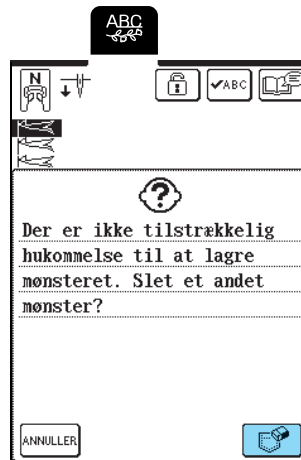 ABC
N
ABC
Der er ikke tilstrækkelig
hukommelse til at lagre
mønsteret. Slet et andet
mønster?
ANNULLER